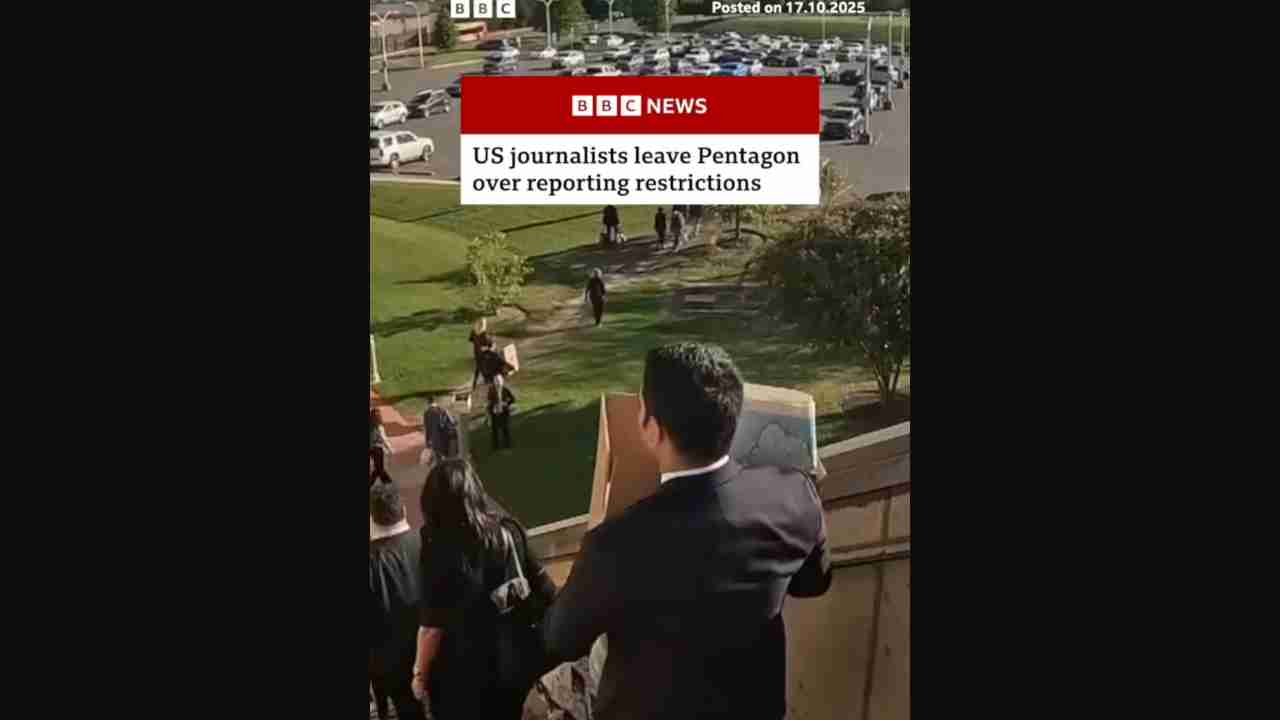 BBC
Posted on 17.10.2025
BBC NEWS
US journalists leave Pentagon
over reporting restrictions